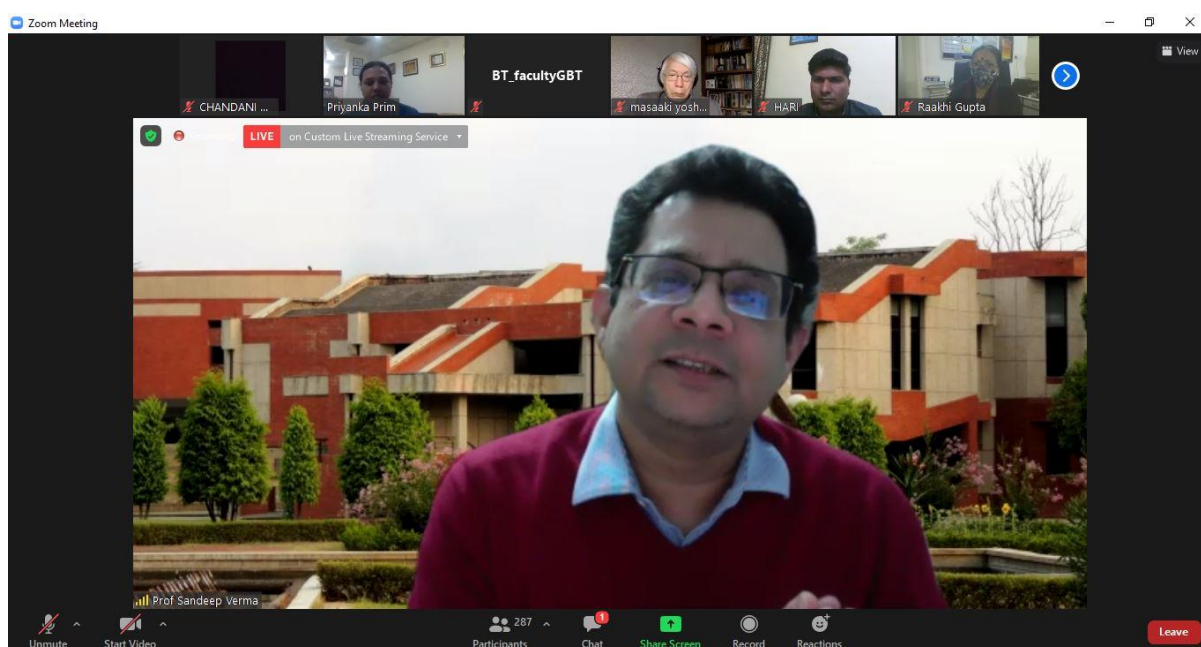 Zoom Meeting
View
BT_facultyGBT
CHANDANI ...
Priyanka Prim
masaaki yosh...
HARI
Raakhi Gupta
LIVE on Custom Live Streaming Service
Prof Sandeep Verma
287
1
Unmute
Start Video
Participants
Chat
Share Screen
Record
Reactions
Leave